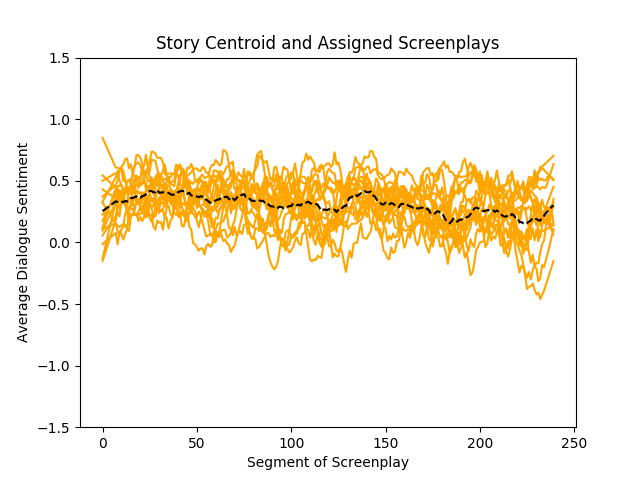 Story Centroid and Assigned Screenplays
1.5
1.0
0.5
0.0
−0.5
−1.0
−1.5
Average Dialogue Sentiment
0 50 100 150 200 250
Segment of Screenplay